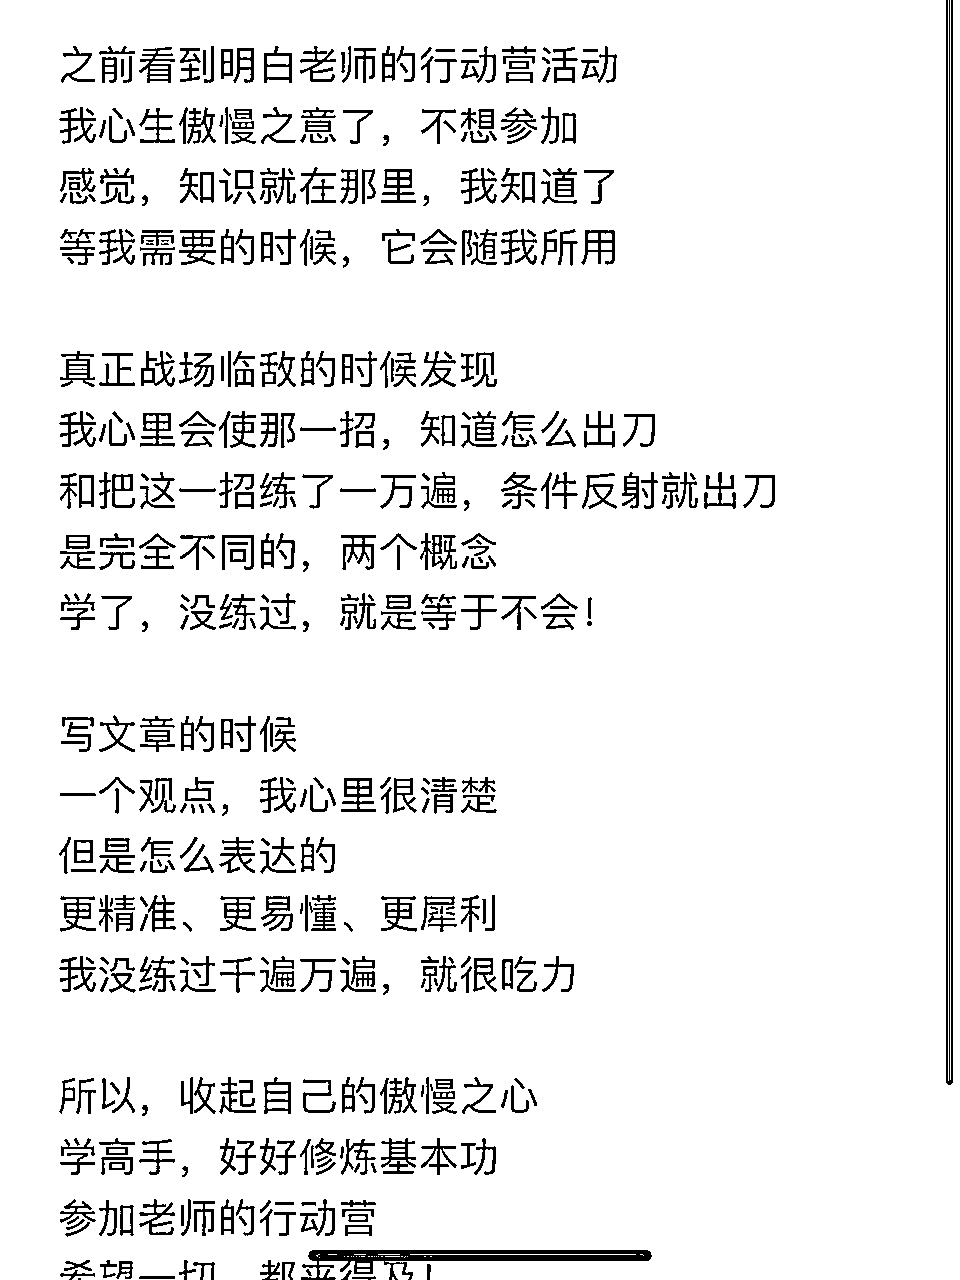 之前看到明白老师的行动营活动
我心生傲慢之意了，不想参加
感觉，知识就在那里，我知道了
等我需要的时候，它会随我所用
真正战场临敌的时候发现
我心里会使那一招，知道怎么出刀
和把这一招练了一万遍，条件反射就出刀
是完全不同的，两个概念
学了，没练过，就是等于不会！
写文章的时候
一个观点，我心里很清楚
但是怎么表达的
更精准、更易懂、更犀利
我没练过千遍万遍，就很吃力
所以，收起自己的傲慢之心
学高手，好好修炼基本功
参加老师的行动营
希望一切，都来得及！